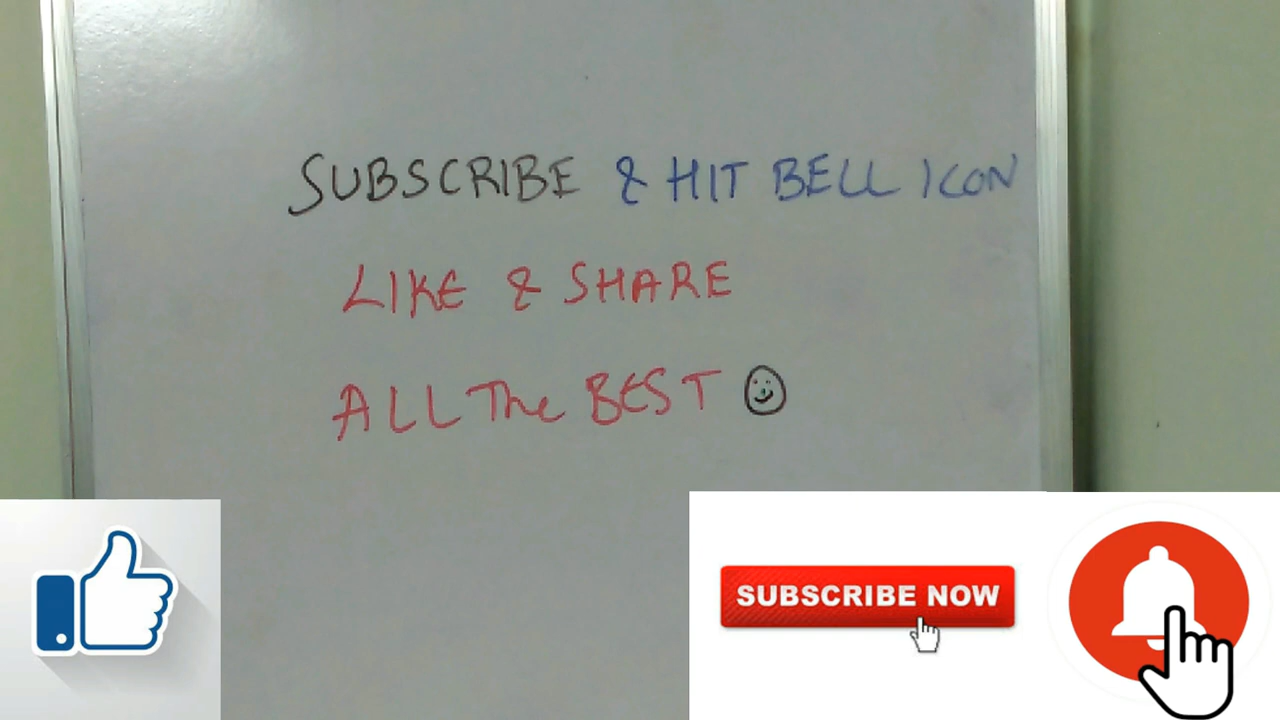 SUBSCRIBE & HIT BELL ICON
LIKE & SHARE
ALL The BEST
SUBSCRIBE NOW